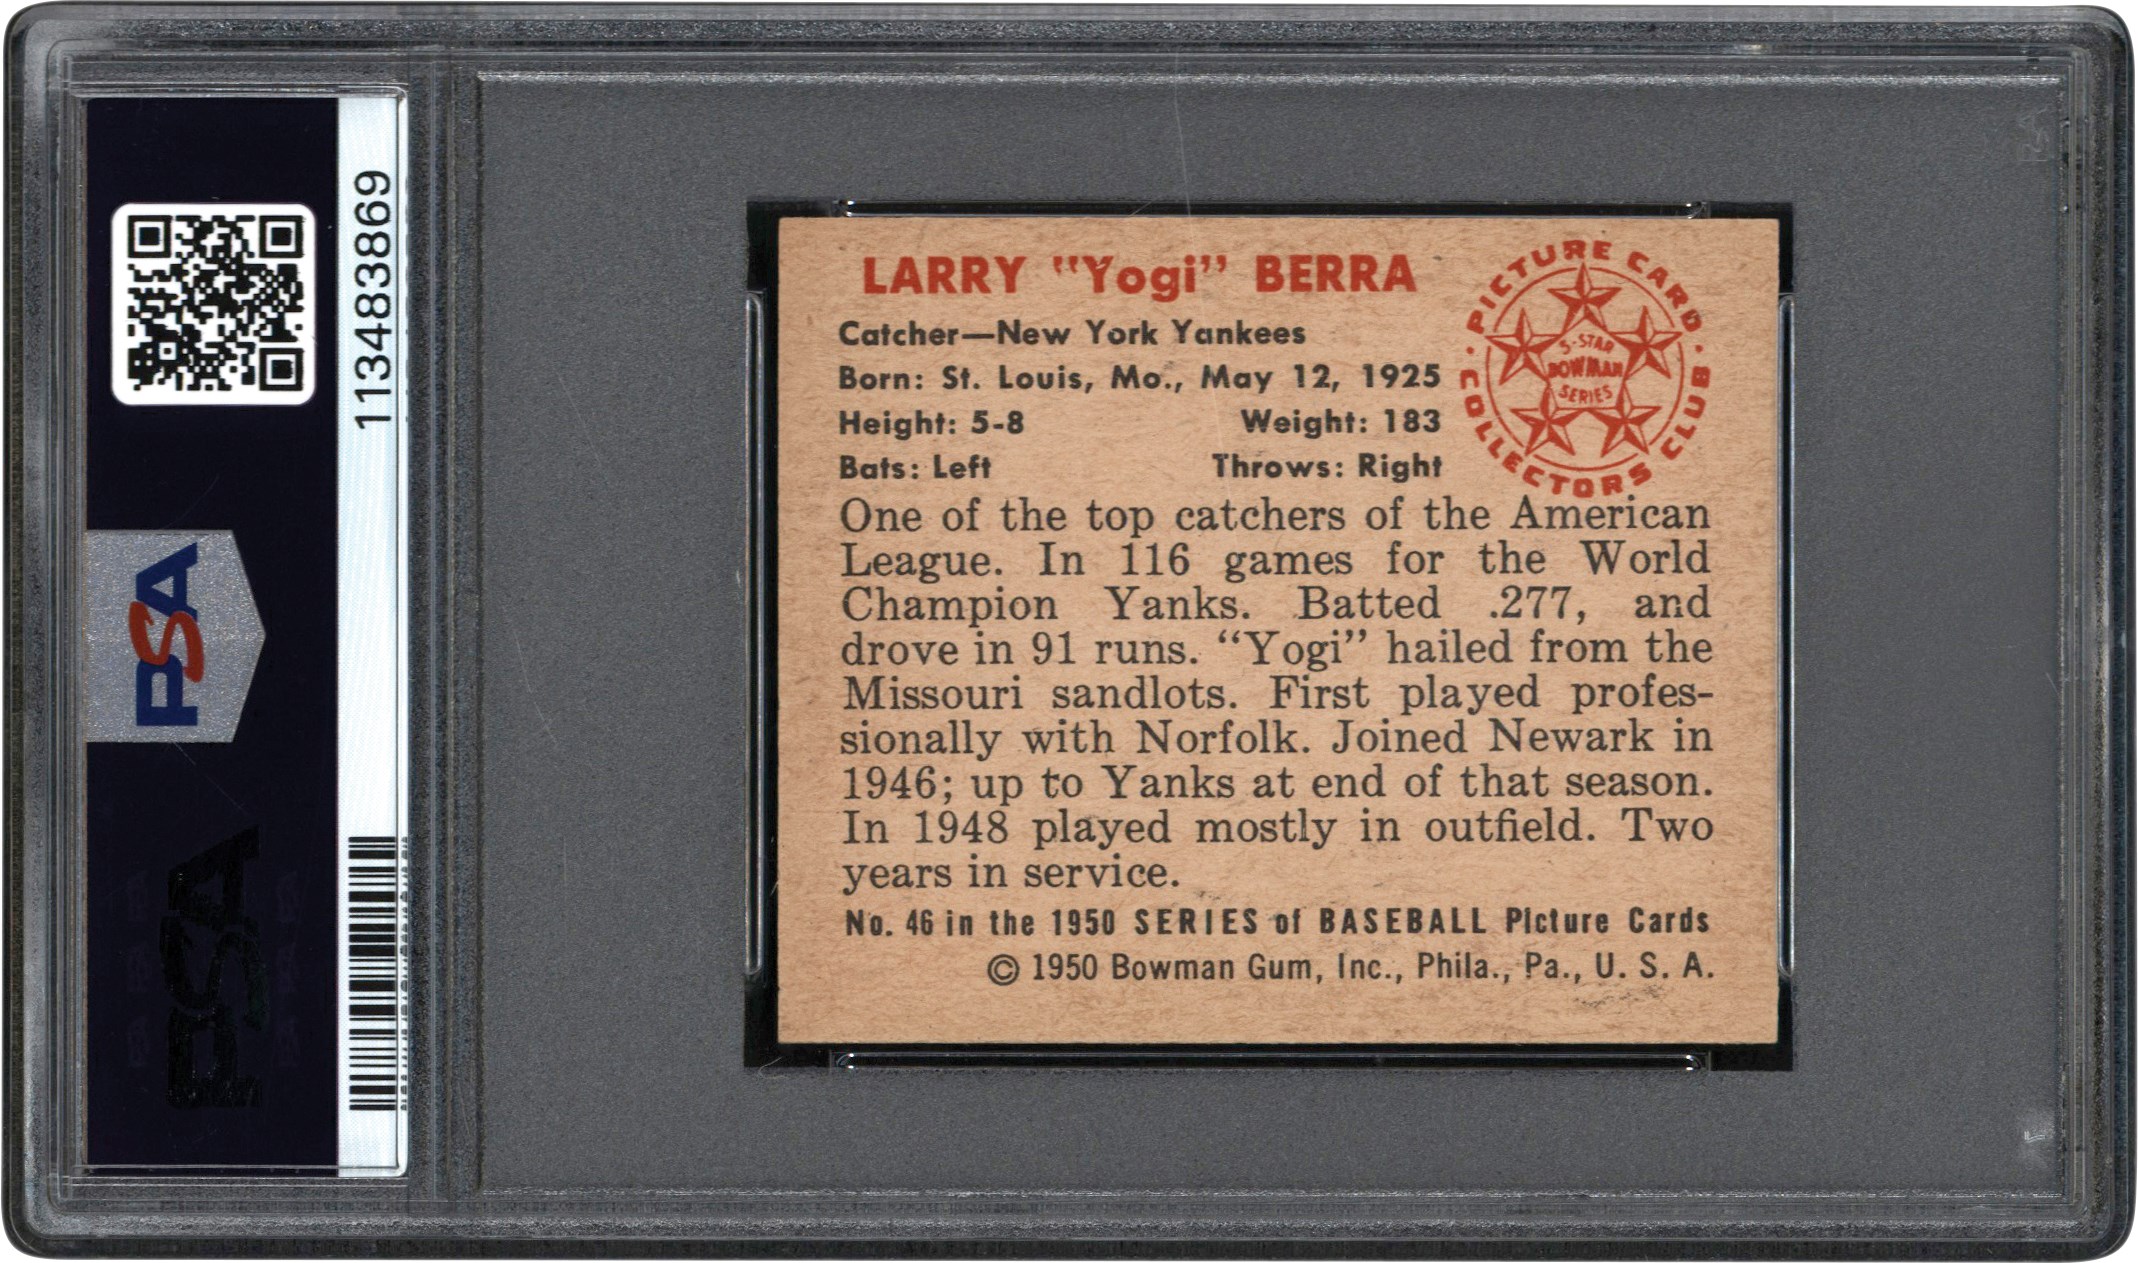 113483869
PSA
PSA
LARRY "Yogi" BERRA
Catcher—New York Yankees
Born: St. Louis, Mo., May 12, 1925
Height: 5-8 Weight: 183
Bats: Left Throws: Right
PICTURE CARD
COLLECTORS CLUB
5-STAR
BOWMAN
SERIES
One of the top catchers of the American
League. In 116 games for the World
Champion Yanks. Batted .277, and
drove in 91 runs. "Yogi" hailed from the
Missouri sandlots. First played profes-
sionally with Norfolk. Joined Newark in
1946; up to Yanks at end of that season.
In 1948 played mostly in outfield. Two
years in service.
No. 46 in the 1950 SERIES of BASEBALL Picture Cards
© 1950 Bowman Gum, Inc., Phila., Pa., U. S. A.